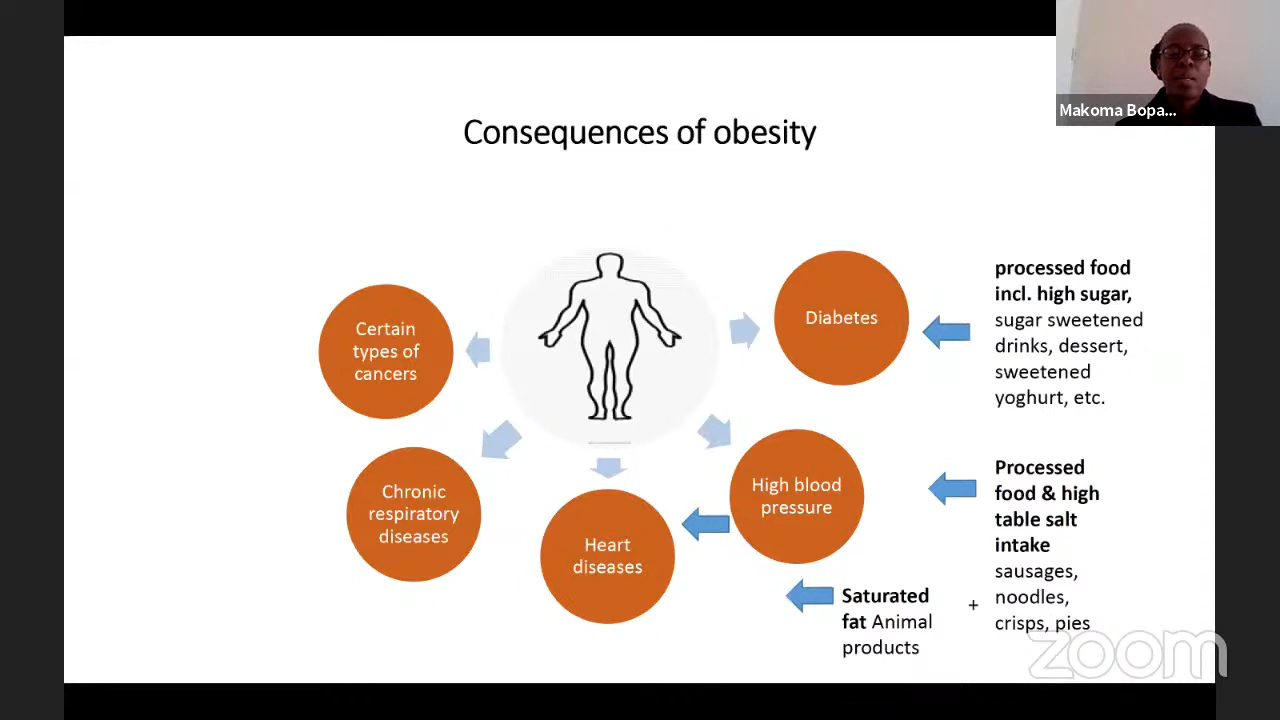 Makoma Bopa...
Consequences of obesity
Certain
types of
cancers
Chronic
respiratory
diseases
Heart
diseases
High blood
pressure
Diabetes
processed food
incl. high sugar,
sugar sweetened
drinks, dessert,
sweetened
yoghurt, etc.
Processed
food & high
table salt
intake
sausages,
noodles,
crisps, pies
+
Saturated
fat Animal
products
zoom